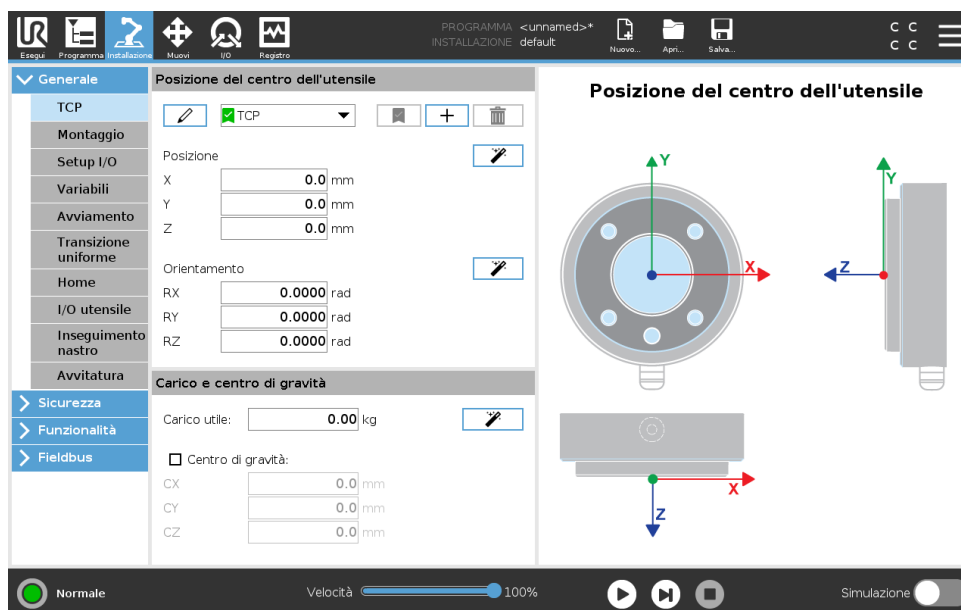 PROGRAMMA <unnamed>*
INSTALLAZIONE default
UR
Esegui
Programma
Installazione
Muovi
I/O
Registro
Nuovo...
Apri...
Salva...
C C
C C
Generale
TCP
Montaggio
Setup I/O
Variabili
Avviamento
Transizione
uniforme
Home
I/O utensile
Inseguimento
nastro
Avvitatura
Sicurezza
Funzionalità
Fieldbus
Posizione del centro dell'utensile
TCP
Posizione
X 0.0 mm
Y 0.0 mm
Z 0.0 mm
Orientamento
RX 0.0000 rad
RY 0.0000 rad
RZ 0.0000 rad
Carico e centro di gravità
Carico utile: 0.00 kg
Centro di gravità:
CX 0.0 mm
CY 0.0 mm
CZ 0.0 mm
Posizione del centro dell'utensile
Y
X
Y
Z
X
Z
Normale
Velocità 100%
Simulazione